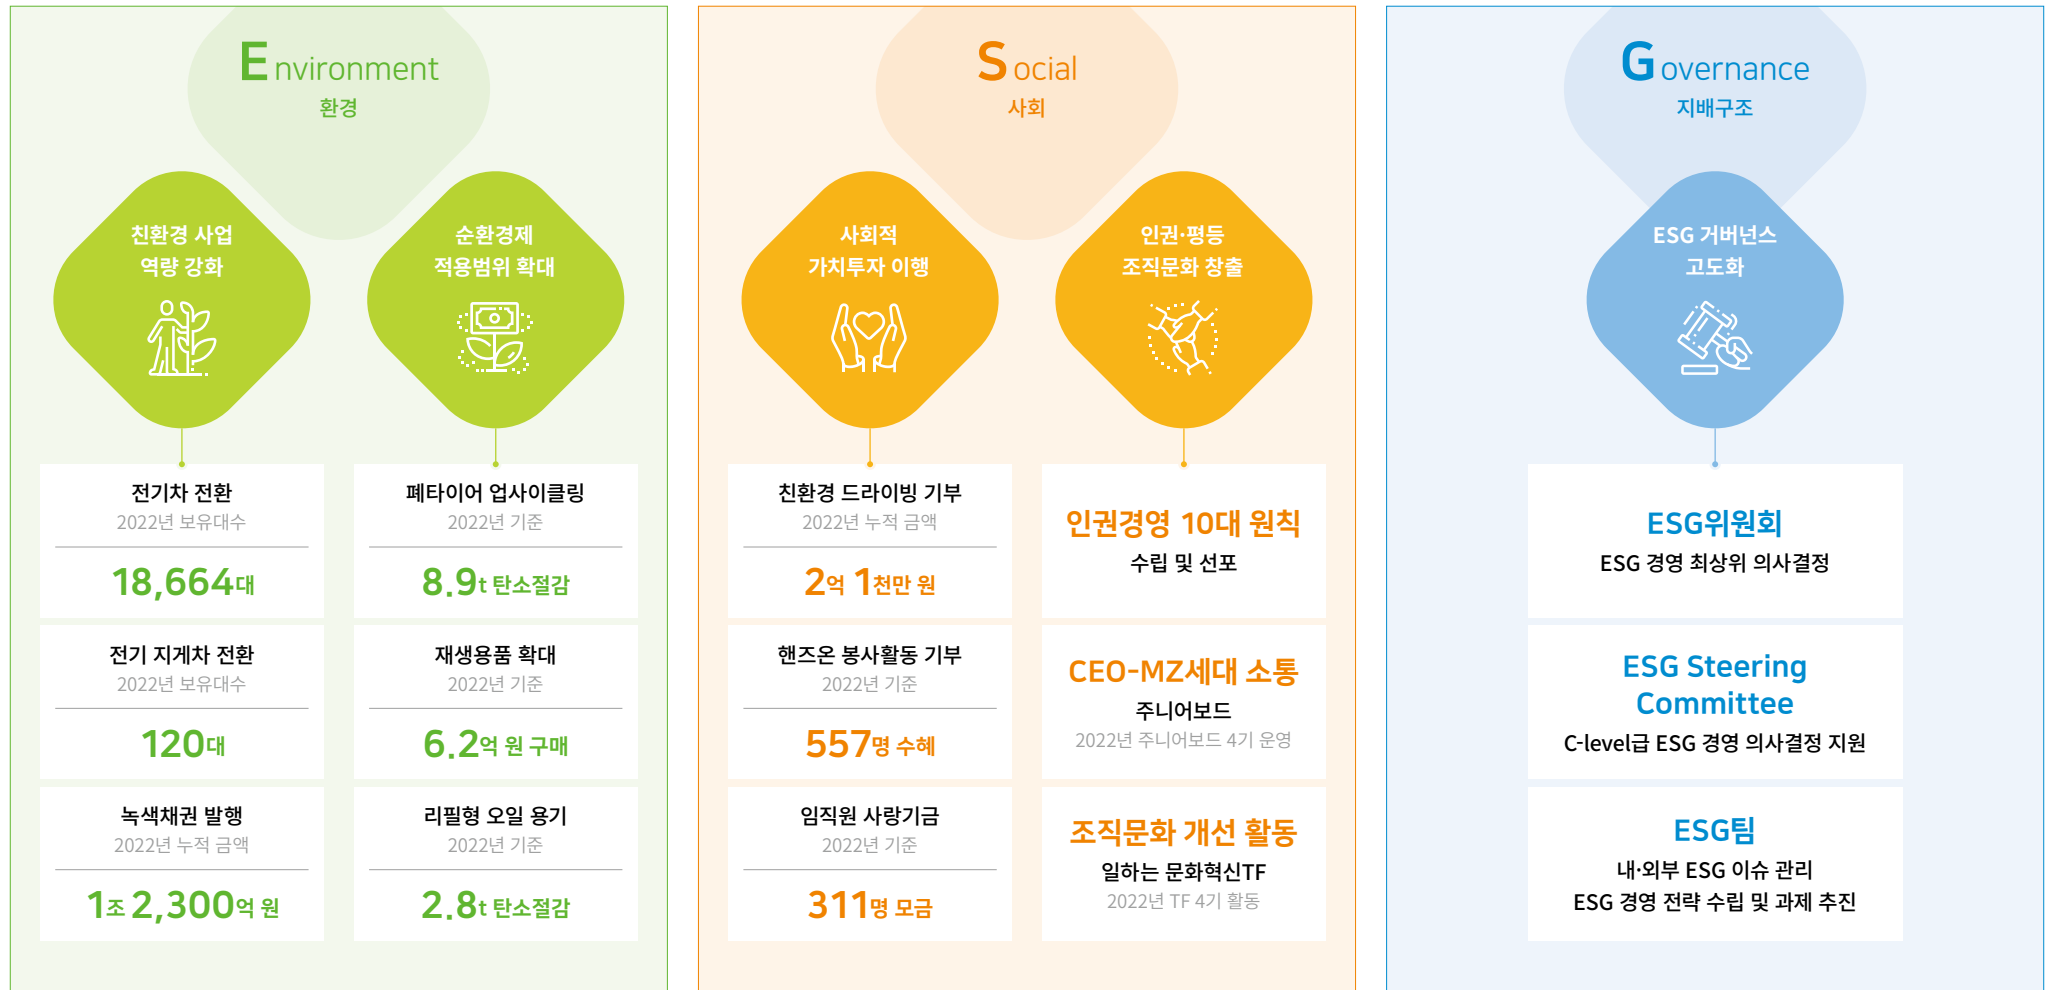 Environment
환경
친환경 사업
역량 강화
전기차 전환
2022년 보유대수
18,664대
전기 지게차 전환
2022년 보유대수
120대
녹색채권 발행
2022년 누적 금액
1조 2,300억 원
순환경제
적용범위 확대
폐타이어 업사이클링
2022년 기준
8.9t 탄소절감
재생용품 확대
2022년 기준
6.2억 원 구매
리필형 오일 용기
2022년 기준
2.8t 탄소절감
Social
사회
사회적
가치투자 이행
친환경 드라이빙 기부
2022년 누적 금액
2억 1천만 원
핸즈온 봉사활동 기부
2022년 기준
557명 수혜
임직원 사랑기금
2022년 기준
311명 모금
인권·평등
조직문화 창출
인권경영 10대 원칙
수립 및 선포
CEO-MZ세대 소통
주니어보드
2022년 주니어보드 4기 운영
조직문화 개선 활동
일하는 문화혁신TF
2022년 TF 4기 활동
Governance
지배구조
ESG 거버넌스
고도화
ESG위원회
ESG 경영 최상위 의사결정
ESG Steering
Committee
C-level급 ESG 경영 의사결정 지원
ESG팀
내·외부 ESG 이슈 관리
ESG 경영 전략 수립 및 과제 추진